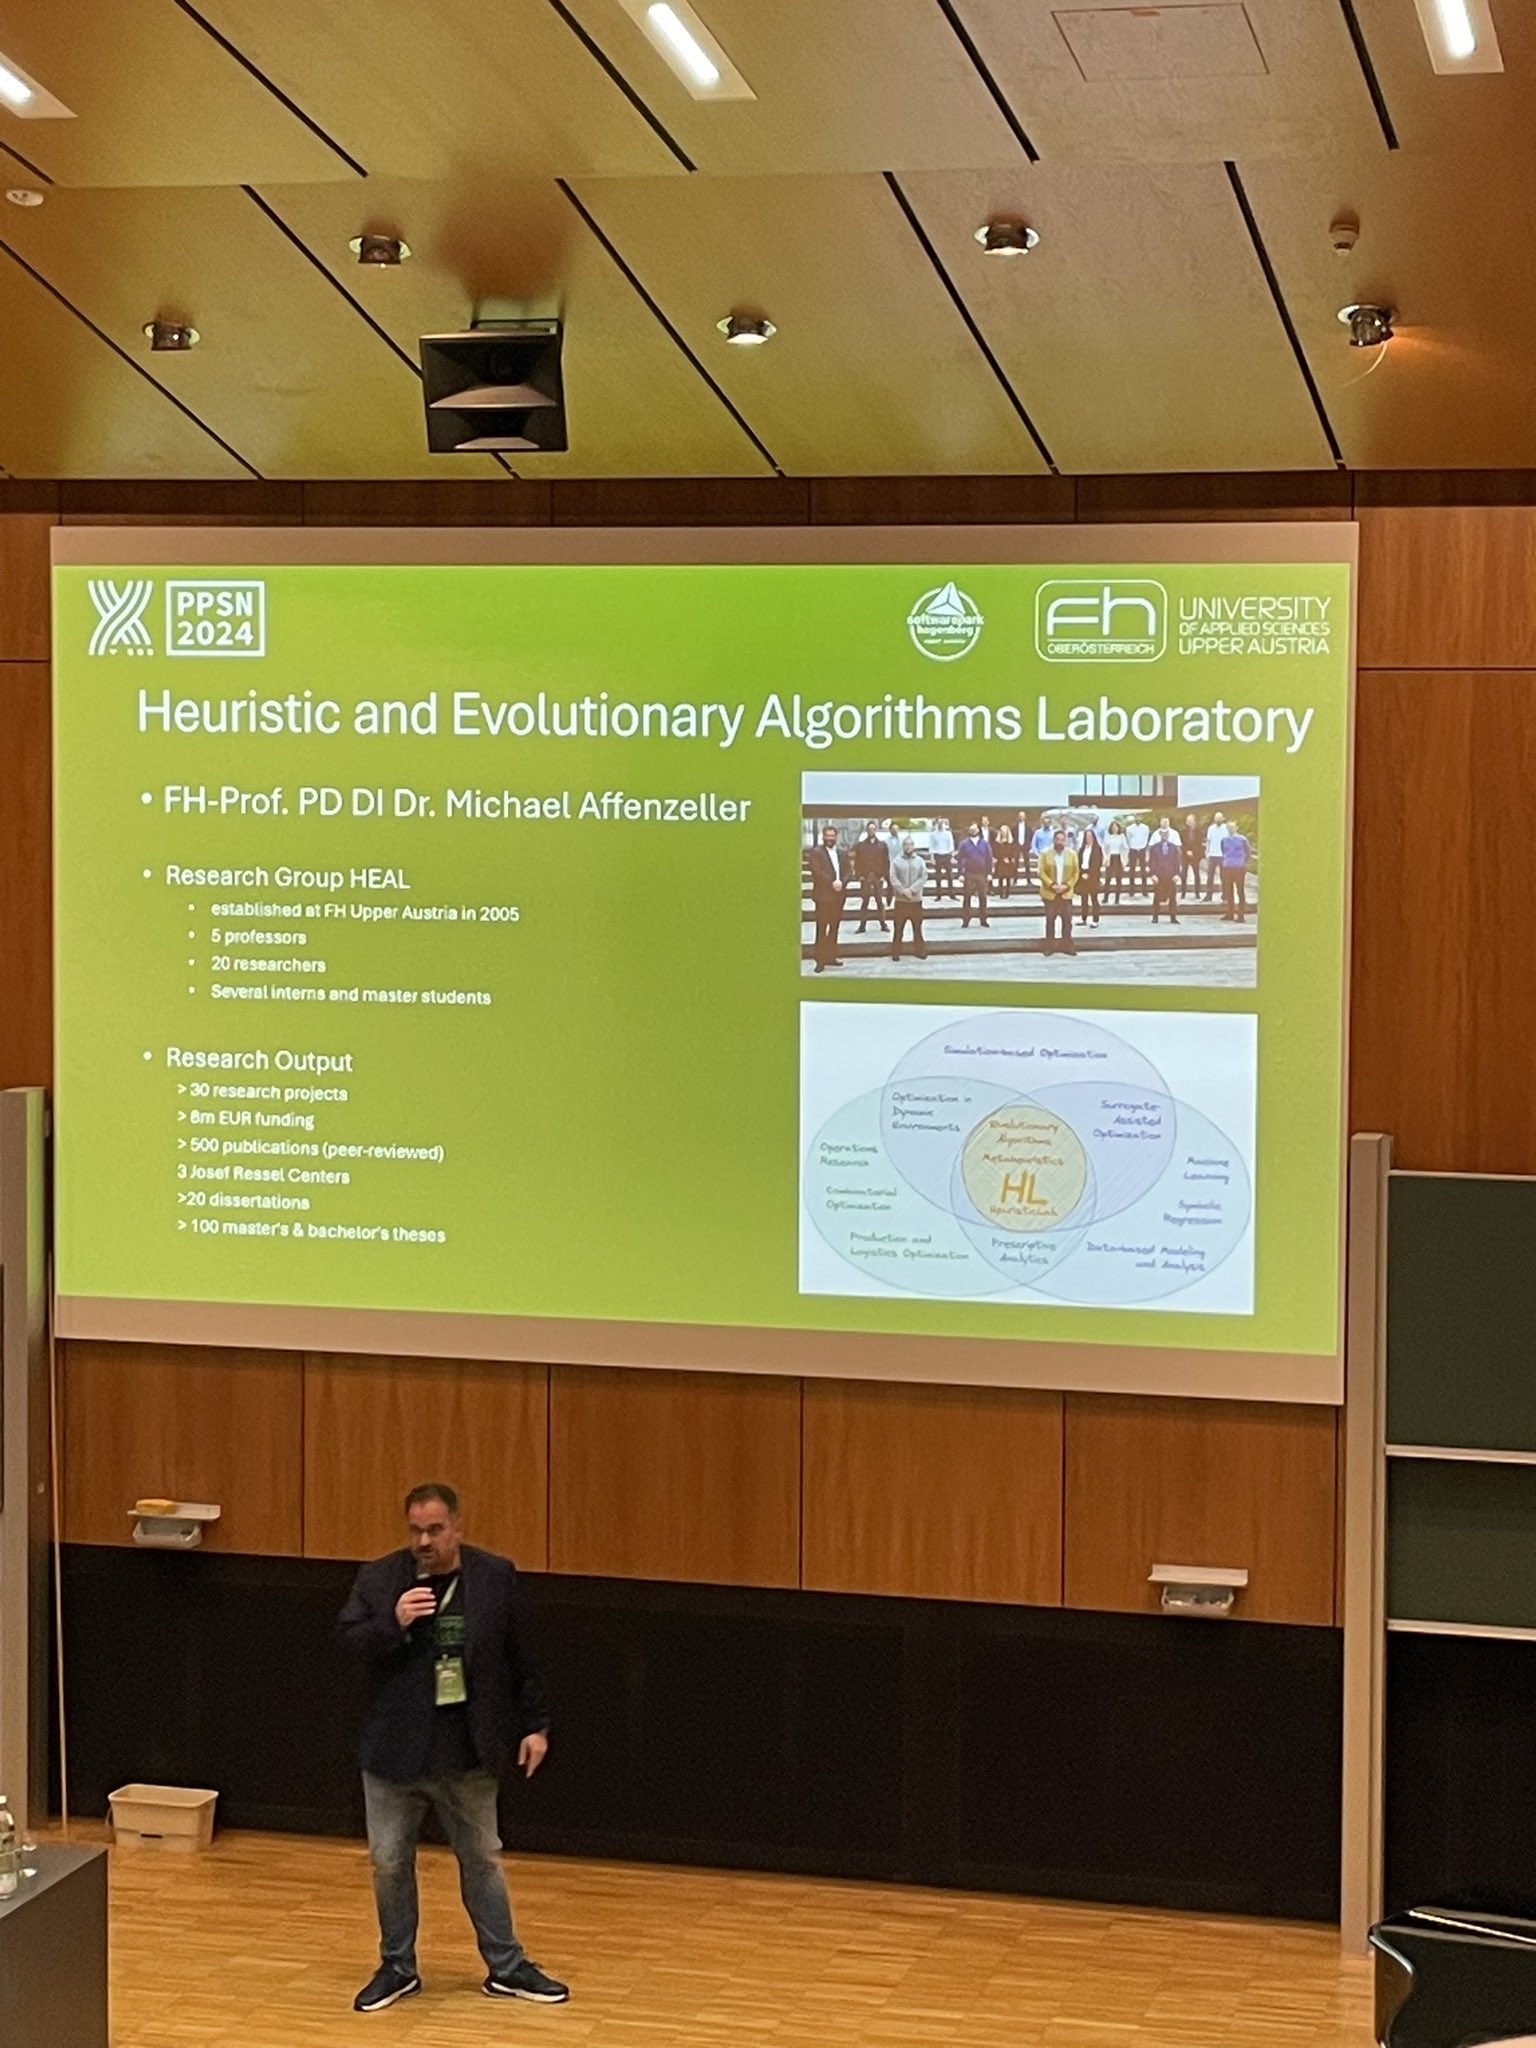 PPSN
2024
softwarepark
hagenberg
fh
OBERÖSTERREICH
UNIVERSITY
OF APPLIED SCIENCES
UPPER AUSTRIA
Heuristic and Evolutionary Algorithms Laboratory
• FH-Prof. PD DI Dr. Michael Affenzeller
• Research Group HEAL
• established at FH Upper Austria in 2005
• 5 professors
• 20 researchers
• Several interns and master students
• Research Output
> 30 research projects
> 8m EUR funding
> 500 publications (peer-reviewed)
3 Josef Ressel Centers
>20 dissertations
> 100 master's & bachelor's theses
Simulation-based Optimization
Optimization in
Dynamic
Environments
Surrogate-
Assisted
Optimization
Evolutionary
Algorithms
Metaheuristics
HL
HeuristicLab
Operations
Research
Combinatorial
Optimization
Production and
Logistics Optimization
Prescriptive
Analytics
Machine
Learning
Symbolic
Regression
Data-based Modeling
and Analysis